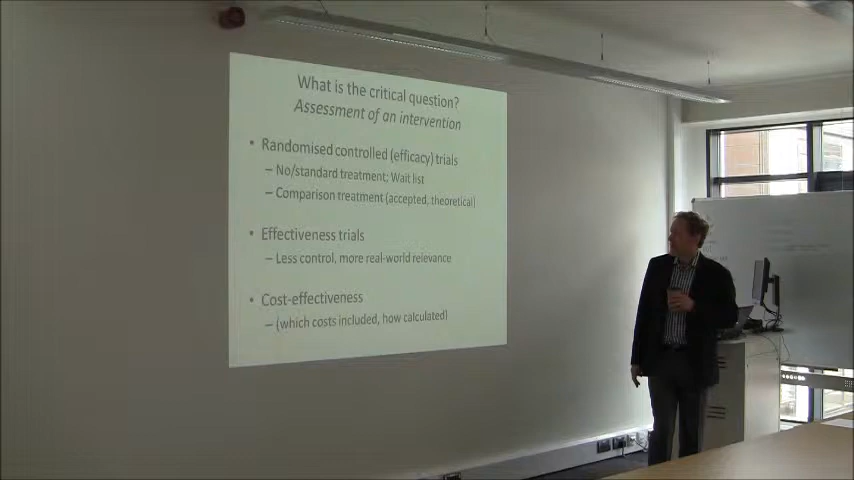 What is the critical question?
Assessment of an intervention
• Randomised controlled (efficacy) trials
– No/standard treatment; Wait list
– Comparison treatment (accepted, theoretical)
• Effectiveness trials
– Less control, more real-world relevance
• Cost-effectiveness
– (which costs included, how calculated)